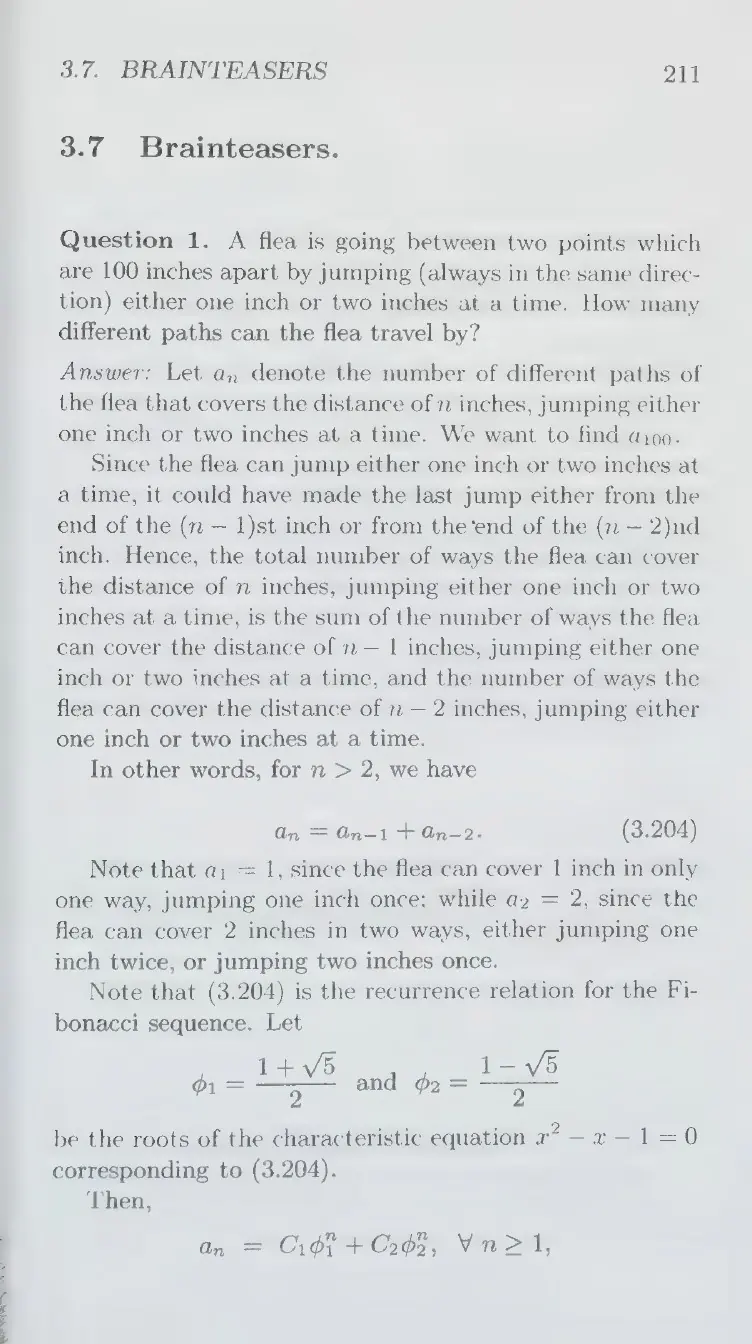 3.7. BRAINTEASERS 211
3.7 Brainteasers.
Question 1. A flea is going between two points which
are 100 inches apart by jumping (always in the same direc-
tion) either one inch or two inches at a time. How many
different paths can the flea travel by?
Answer: Let aₙ denote the number of different paths of
the flea that covers the distance of n inches, jumping either
one inch or two inches at a time. We want to find a₁₀₀.
Since the flea can jump either one inch or two inches at
a time, it could have made the last jump either from the
end of the (n − 1)st inch or from the end of the (n − 2)nd
inch. Hence, the total number of ways the flea can cover
the distance of n inches, jumping either one inch or two
inches at a time, is the sum of the number of ways the flea
can cover the distance of n − 1 inches, jumping either one
inch or two inches at a time, and the number of ways the
flea can cover the distance of n − 2 inches, jumping either
one inch or two inches at a time.
In other words, for n > 2, we have
aₙ = aₙ₋₁ + aₙ₋₂. (3.204)
Note that a₁ = 1, since the flea can cover 1 inch in only
one way, jumping one inch once; while a₂ = 2, since the
flea can cover 2 inches in two ways, either jumping one
inch twice, or jumping two inches once.
Note that (3.204) is the recurrence relation for the Fi-
bonacci sequence. Let
ϕ₁ = (1 + √5)/2 and ϕ₂ = (1 − √5)/2
be the roots of the characteristic equation x² − x − 1 = 0
corresponding to (3.204).
Then,
aₙ = C₁ϕ₁ⁿ + C₂ϕ₂ⁿ, ∀ n ≥ 1,